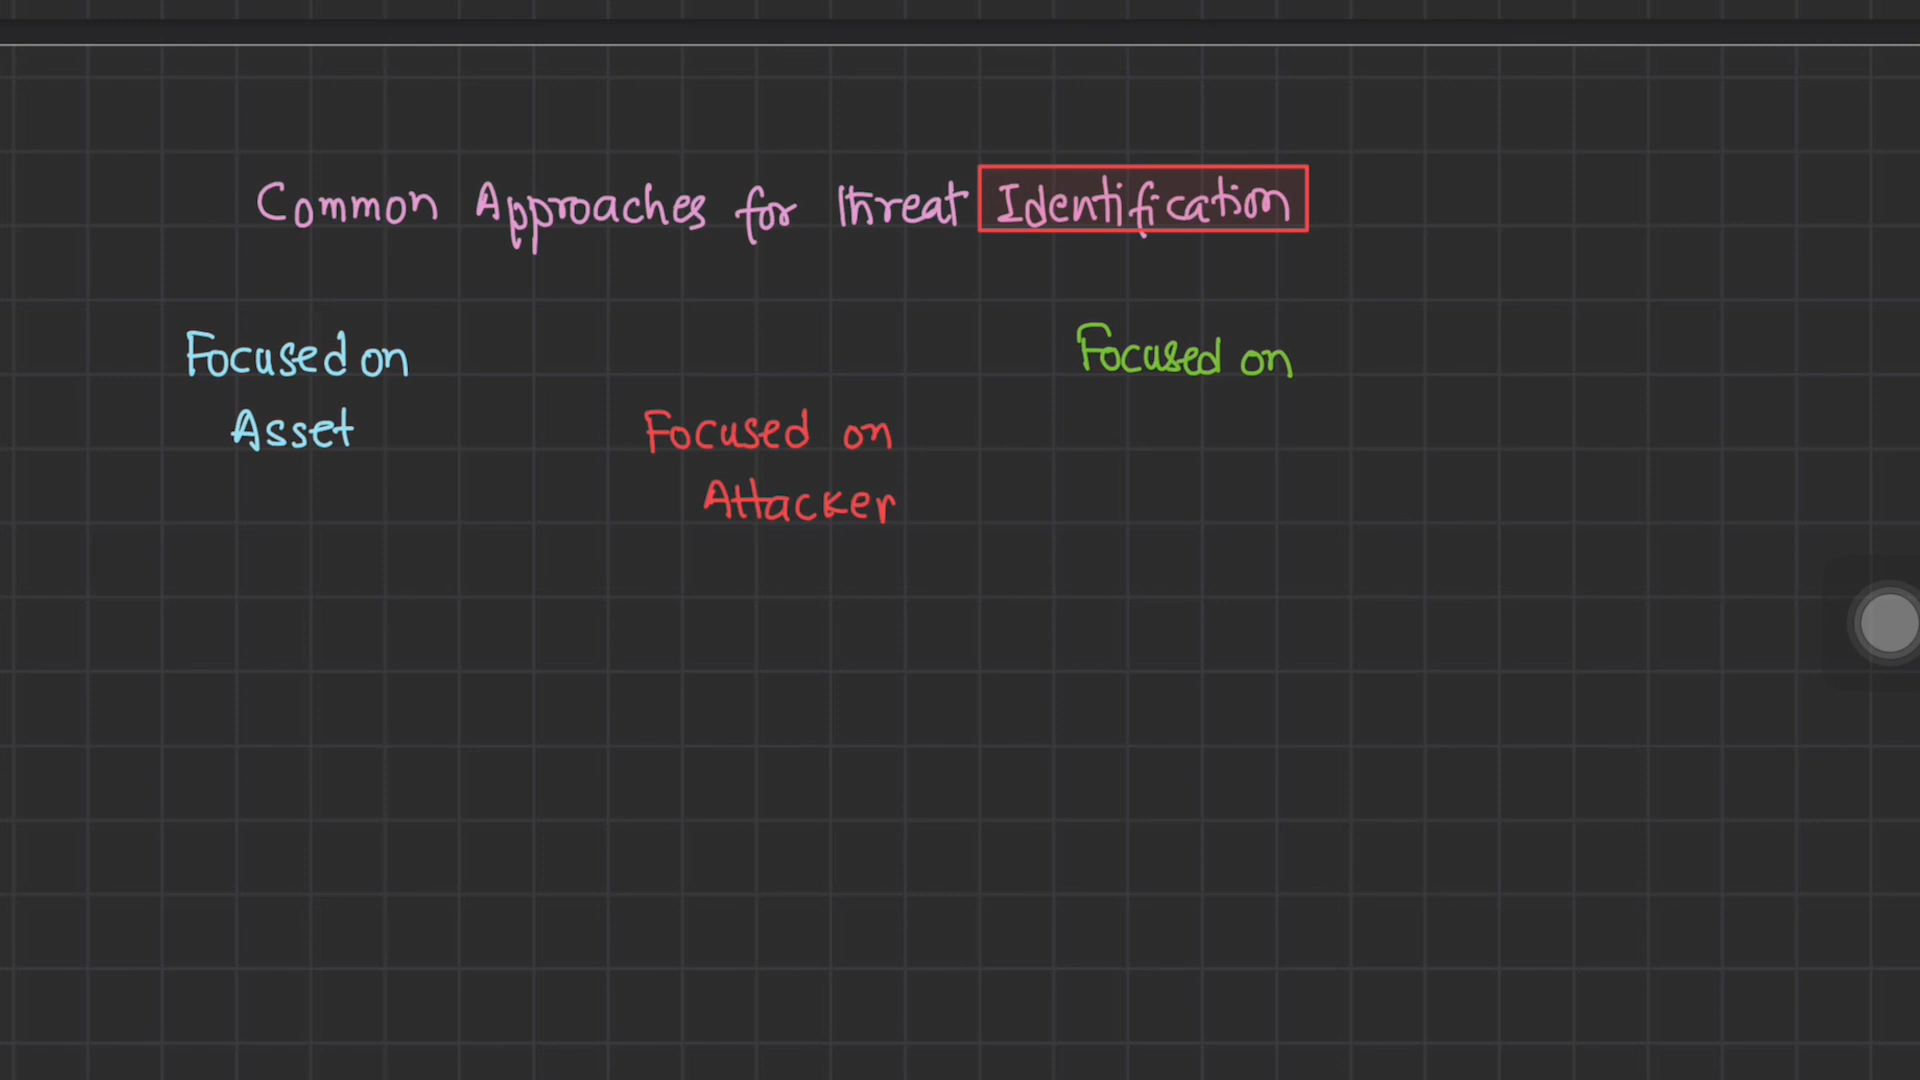 Common Approaches for threat Identification
Focused on
Asset
Focused on
Attacker
Focused on